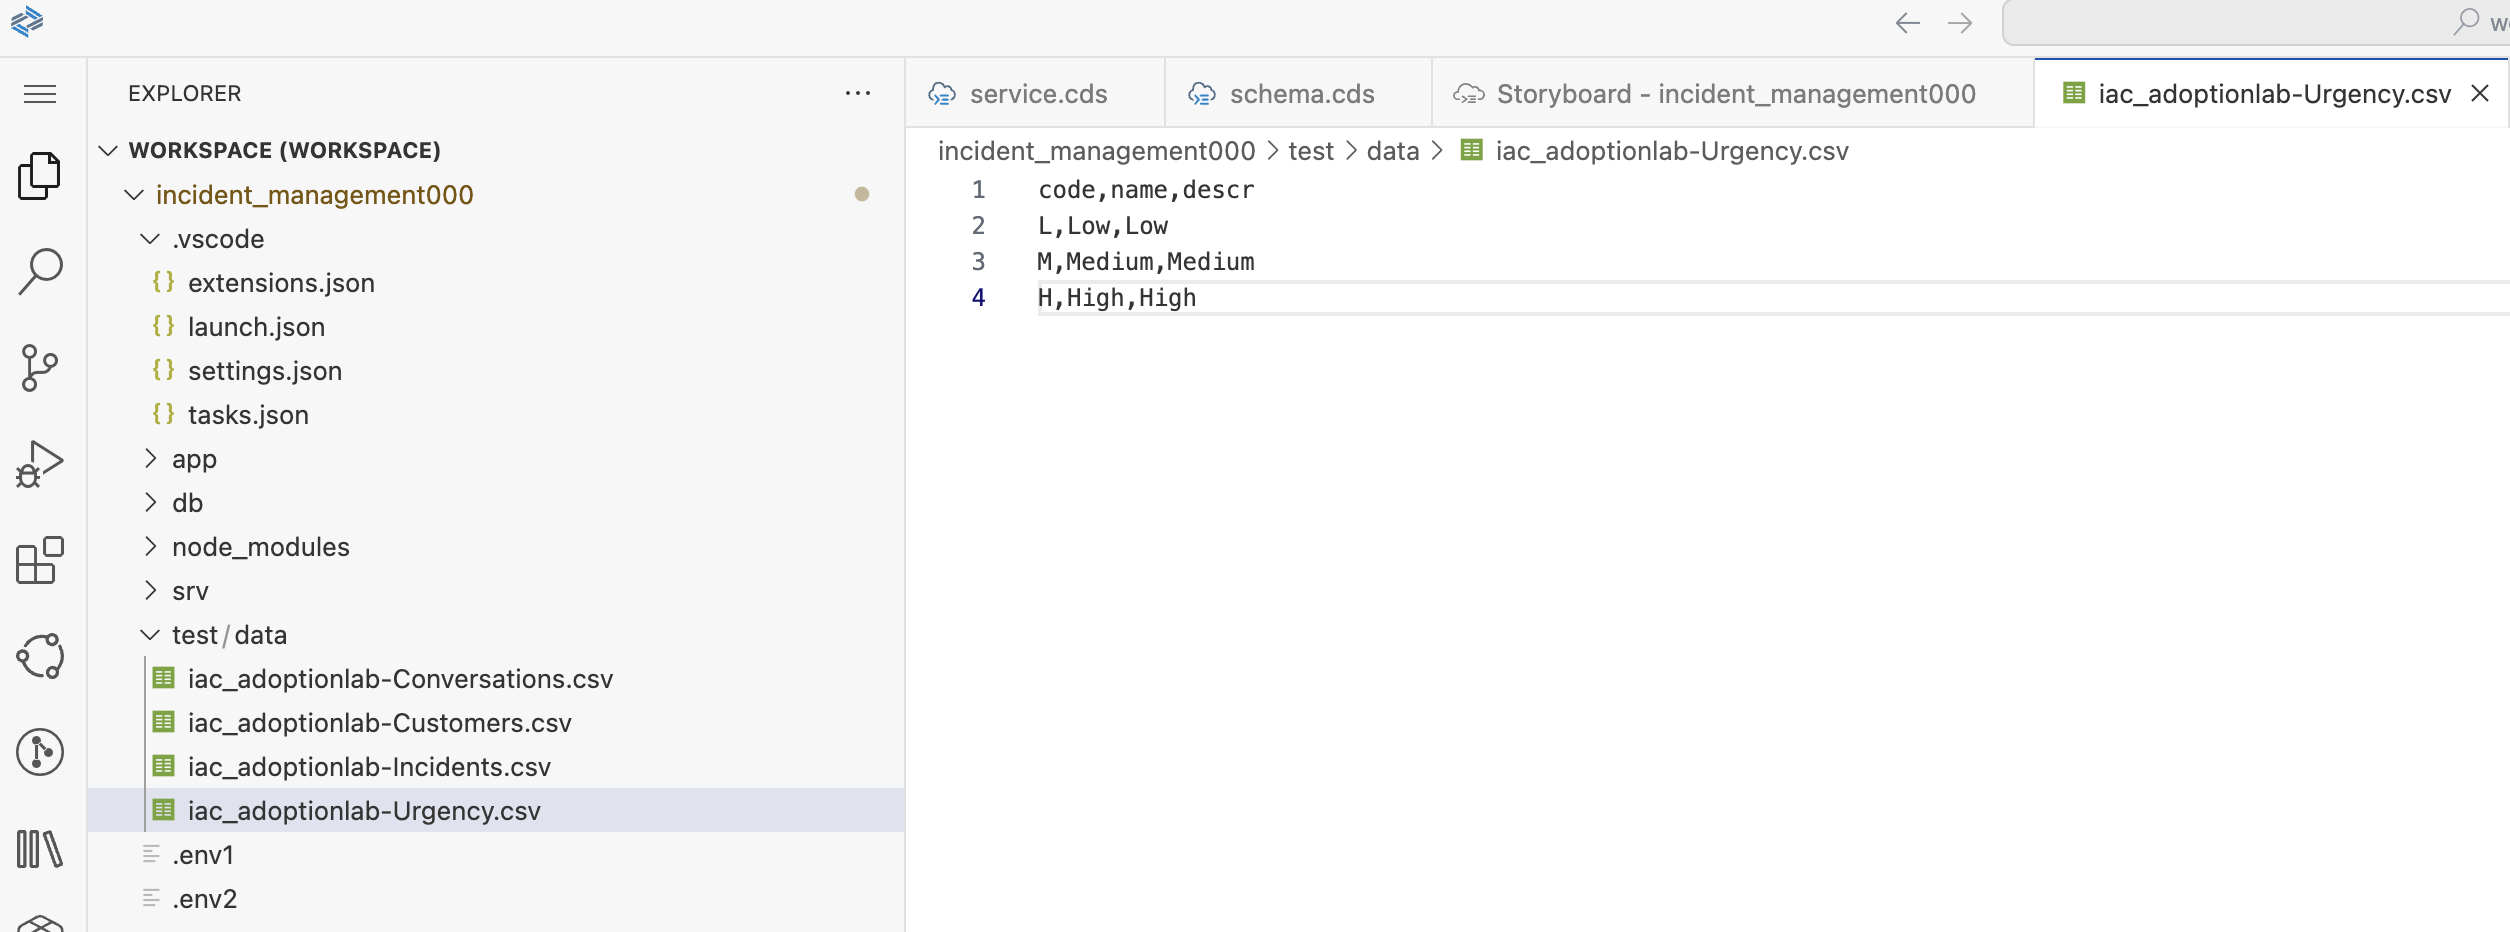 EXPLORER
WORKSPACE (WORKSPACE)
incident_management000
.vscode
extensions.json
launch.json
settings.json
tasks.json
app
db
node_modules
srv
test/data
iac_adoptionlab-Conversations.csv
iac_adoptionlab-Customers.csv
iac_adoptionlab-Incidents.csv
iac_adoptionlab-Urgency.csv
.env1
.env2
service.cds
schema.cds
Storyboard - incident_management000
iac_adoptionlab-Urgency.csv
incident_management000 > test > data > iac_adoptionlab-Urgency.csv
1 code,name,descr
2 L,Low,Low
3 M,Medium,Medium
4 H,High,High